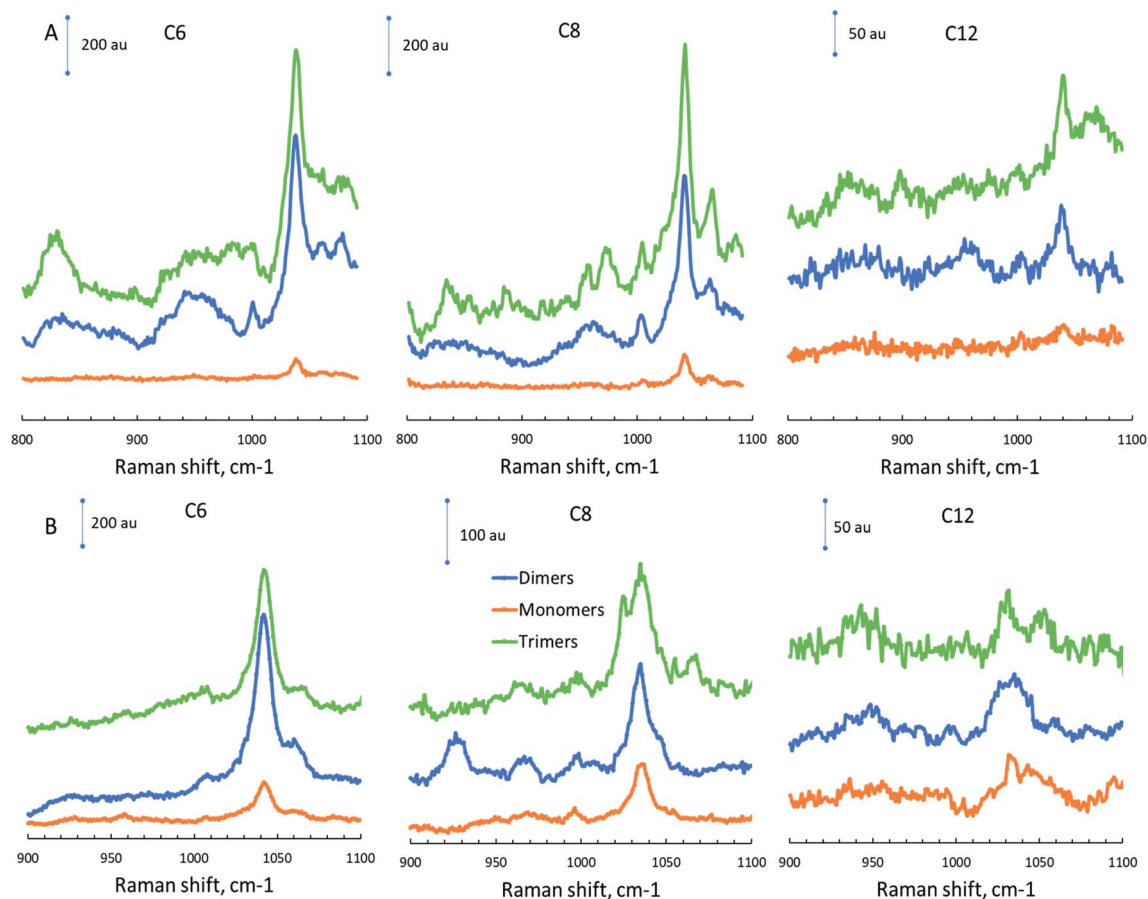 A
C6
200 au
C8
200 au
C12
50 au
800 900 1000 1100
Raman shift, cm-1
800 900 1000 1100
Raman shift, cm-1
800 900 1000 1100
Raman shift, cm-1
B
C6
200 au
C8
100 au
Dimers
Monomers
Trimers
C12
50 au
900 950 1000 1050 1100
Raman shift, cm-1
900 950 1000 1050 1100
Raman shift, cm-1
900 950 1000 1050 1100
Raman shift, cm-1